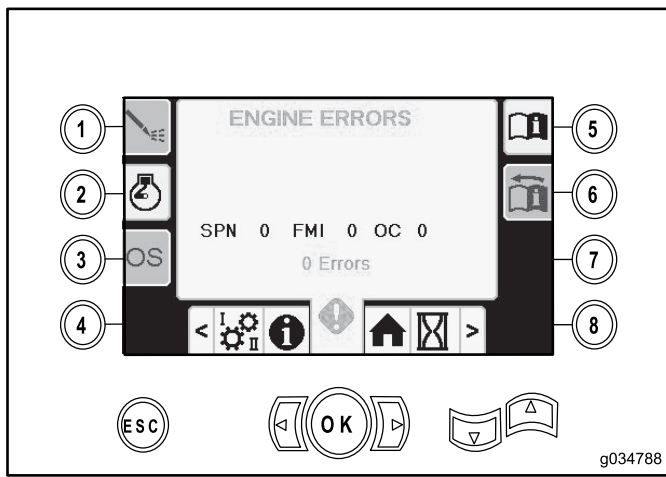 ENGINE ERRORS
1
5
2
6
SPN 0 FMI 0 OC 0
3
OS
0 Errors
7
4
< I II i ! >
8
ESC
OK
g034788